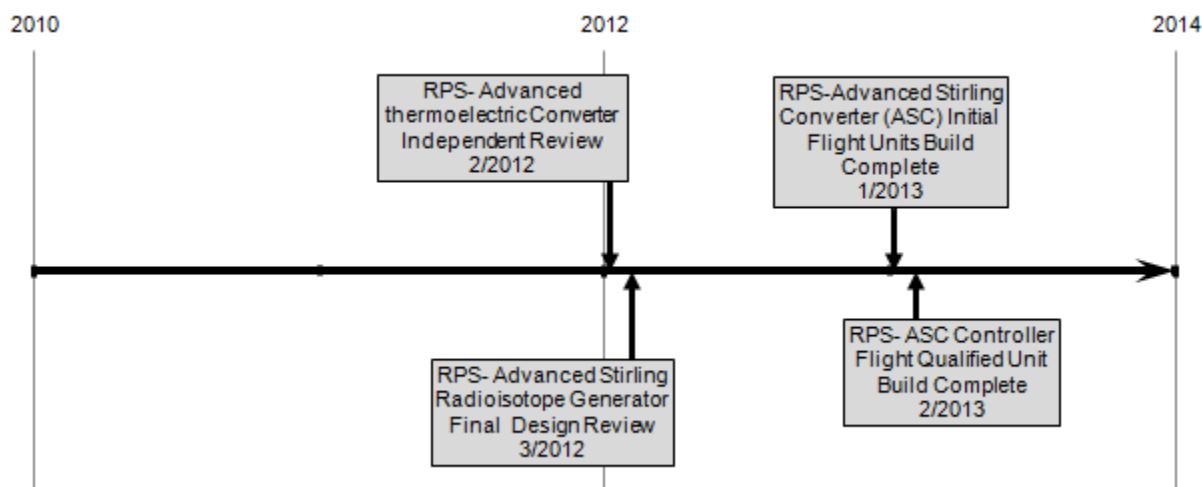 2010
2012
2014
RPS- Advanced
thermoelectric Converter
Independent Review
2/2012
RPS-Advanced Stirling
Converter (ASC) Initial
Flight Units Build
Complete
1/2013
RPS- Advanced Stirling
Radioisotope Generator
Final Design Review
3/2012
RPS- ASC Controller
Flight Qualified Unit
Build Complete
2/2013